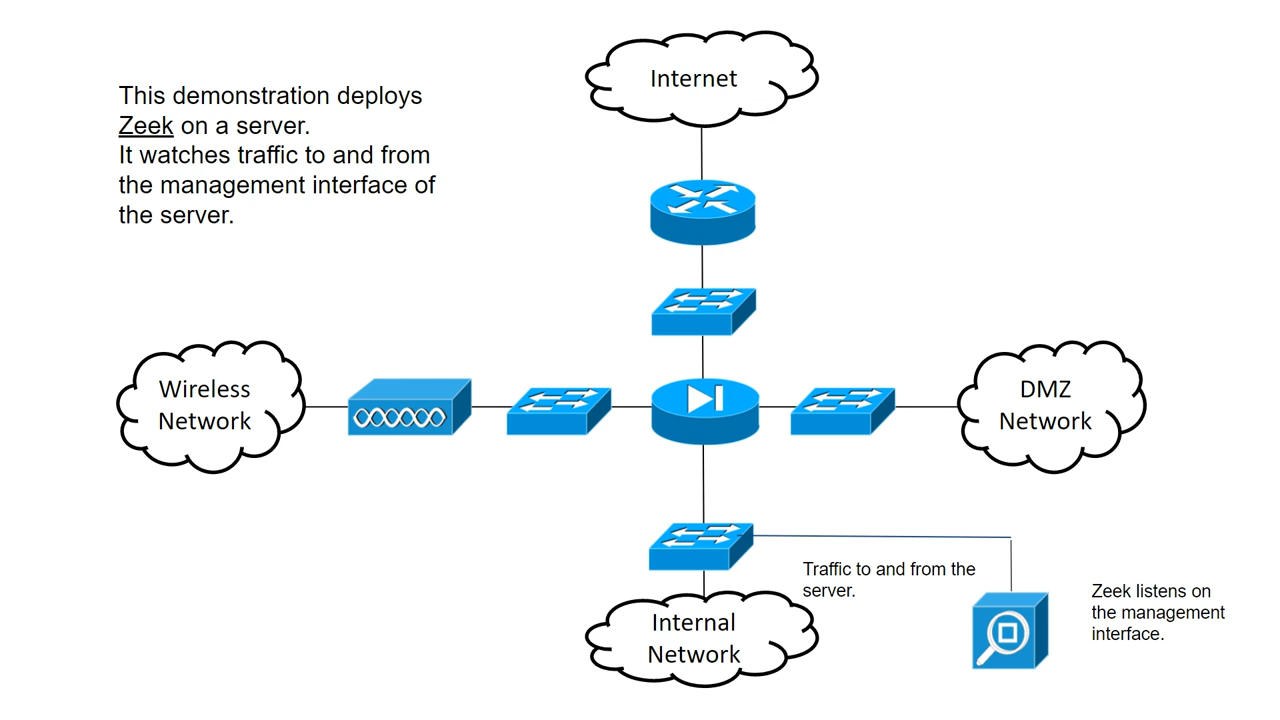 This demonstration deploys
Zeek on a server.
It watches traffic to and from
the management interface of
the server.
Internet
Wireless
Network
DMZ
Network
Traffic to and from the
server.
Zeek listens on
the management
interface.
Internal
Network